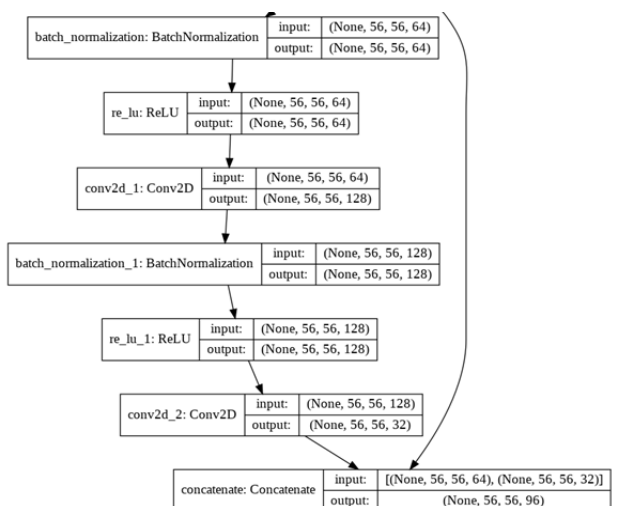 batch_normalization: BatchNormalization
input: (None, 56, 56, 64)
output: (None, 56, 56, 64)
re_lu: ReLU
input: (None, 56, 56, 64)
output: (None, 56, 56, 64)
conv2d_1: Conv2D
input: (None, 56, 56, 64)
output: (None, 56, 56, 128)
batch_normalization_1: BatchNormalization
input: (None, 56, 56, 128)
output: (None, 56, 56, 128)
re_lu_1: ReLU
input: (None, 56, 56, 128)
output: (None, 56, 56, 128)
conv2d_2: Conv2D
input: (None, 56, 56, 128)
output: (None, 56, 56, 32)
concatenate: Concatenate
input: [(None, 56, 56, 64), (None, 56, 56, 32)]
output: (None, 56, 56, 96)